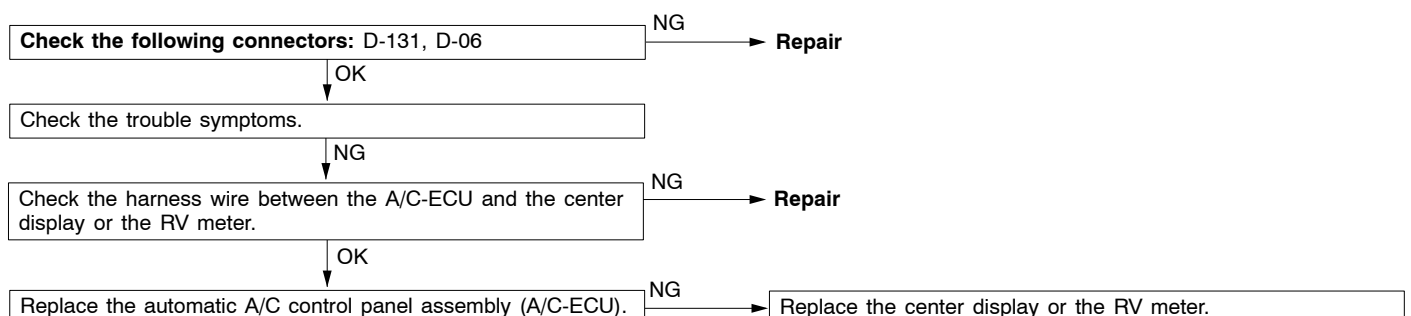 NG
Check the following connectors: D-131, D-06
Repair
OK
Check the trouble symptoms.
NG
Check the harness wire between the A/C-ECU and the center
display or the RV meter.
NG
Repair
OK
Replace the automatic A/C control panel assembly (A/C-ECU).
NG
Replace the center display or the RV meter.